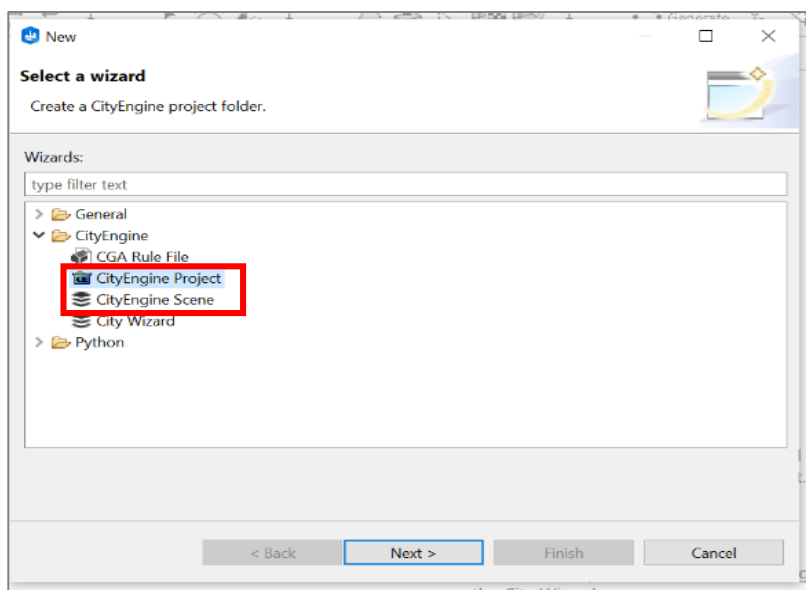 Generate
New
Select a wizard
Create a CityEngine project folder.
Wizards:
type filter text
General
CityEngine
CGA Rule File
CityEngine Project
CityEngine Scene
City Wizard
Python
< Back Next > Finish Cancel